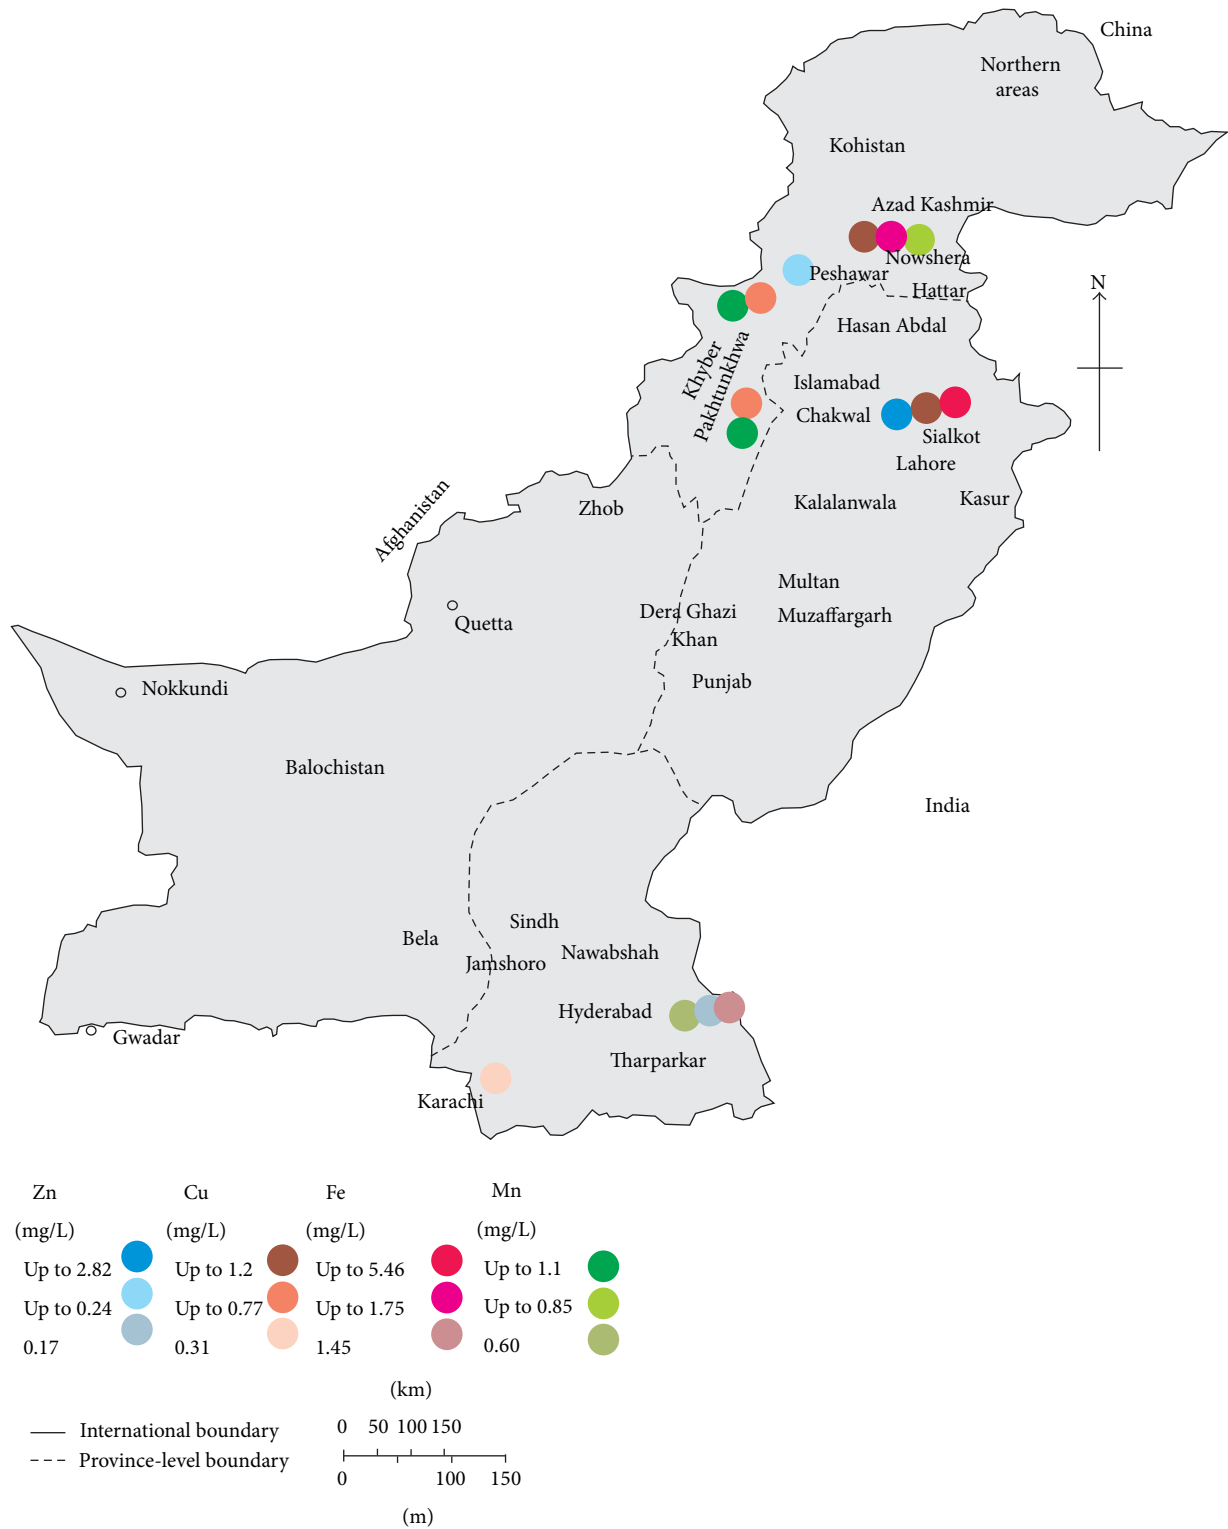 China
Northern
areas
Kohistan
Azad Kashmir
Nowshera
Peshawar
Hattar
N
Hasan Abdal
Khyber
Pakhtunkhwa
Islamabad
Chakwal
Sialkot
Lahore
Kalalanwala
Kasur
Zhob
Afghanistan
Multan
Muzaffargarh
Dera Ghazi
Khan
Quetta
Punjab
Nokkundi
Balochistan
India
Sindh
Bela
Nawabshah
Jamshoro
Hyderabad
Gwadar
Tharparkar
Karachi
Zn Cu Fe Mn
(mg/L) (mg/L) (mg/L) (mg/L)
Up to 2.82 Up to 1.2 Up to 5.46 Up to 1.1
Up to 0.24 Up to 0.77 Up to 1.75 Up to 0.85
0.17 0.31 1.45 0.60
(km)
International boundary
0 50 100 150
Province-level boundary
0 100 150
(m)